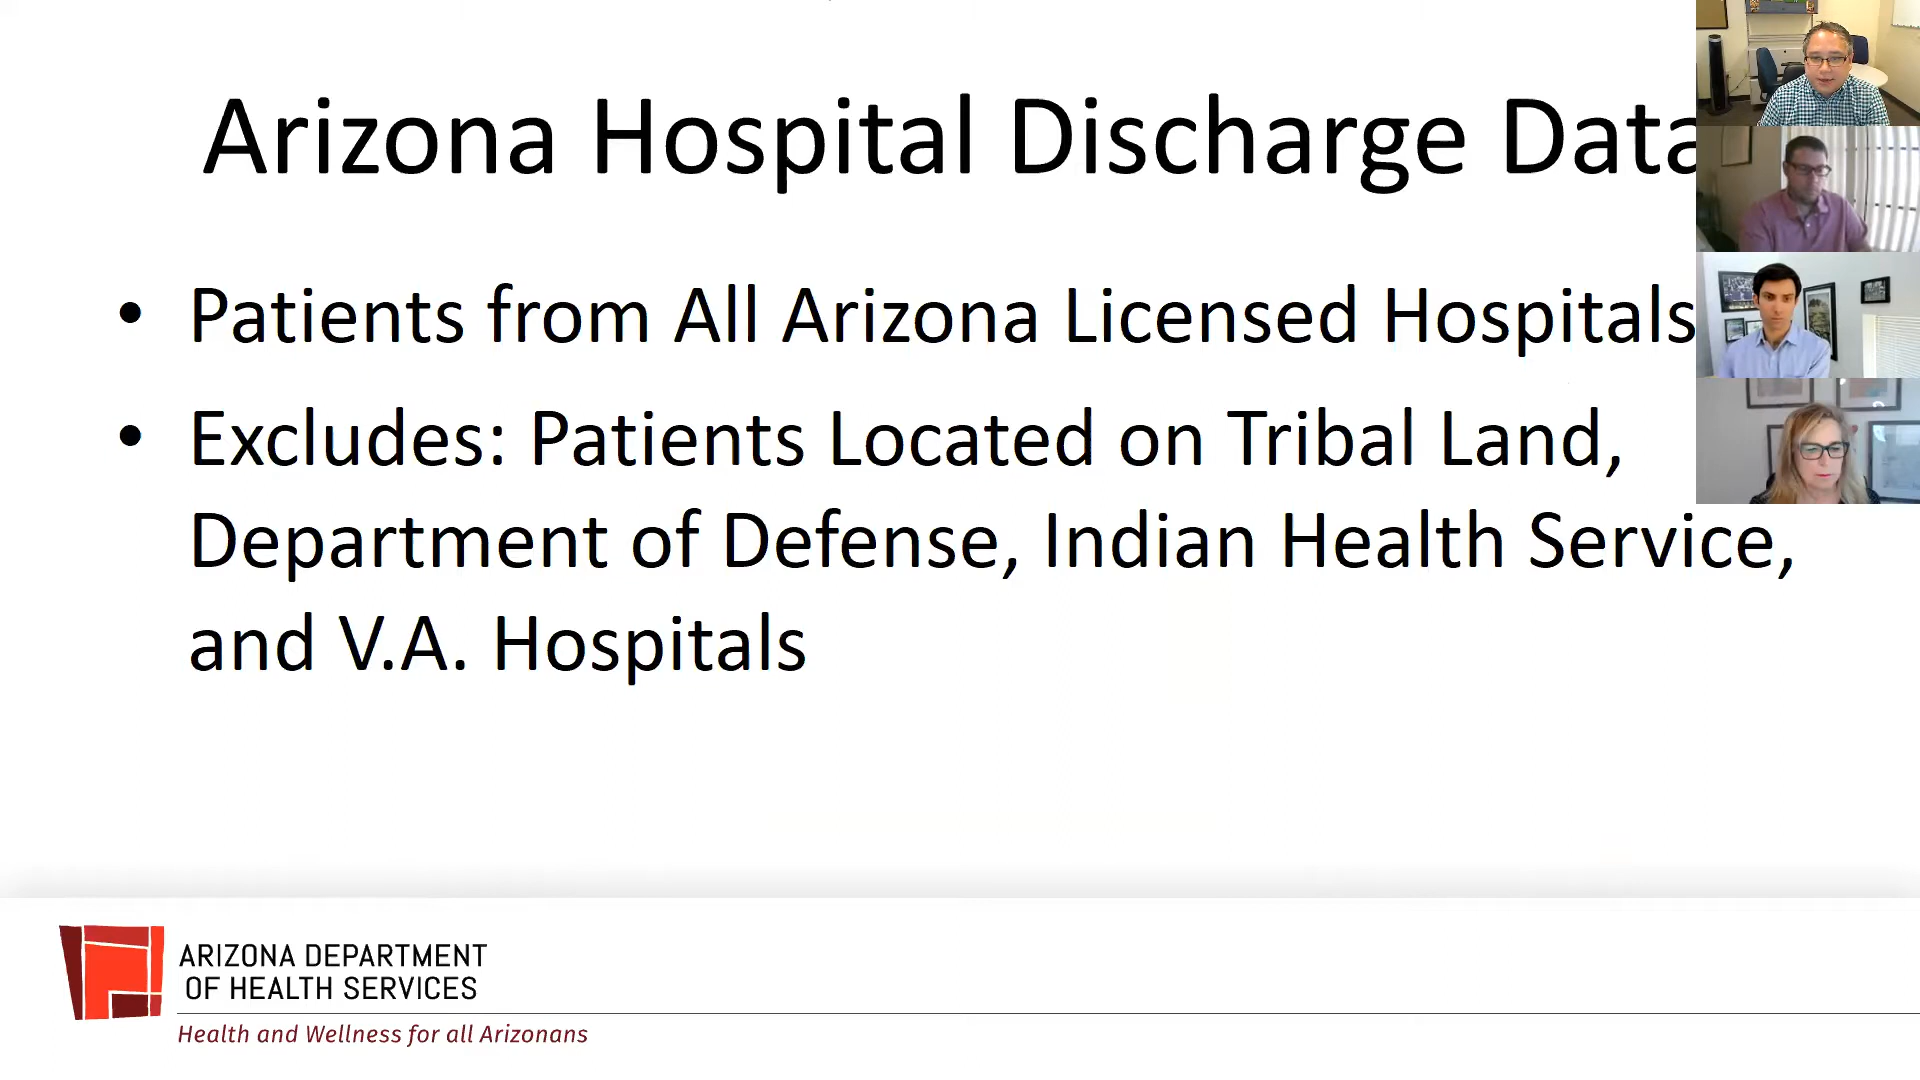 Arizona Hospital Discharge Data
• Patients from All Arizona Licensed Hospitals
• Excludes: Patients Located on Tribal Land,
Department of Defense, Indian Health Service,
and V.A. Hospitals
ARIZONA DEPARTMENT
OF HEALTH SERVICES
Health and Wellness for all Arizonans